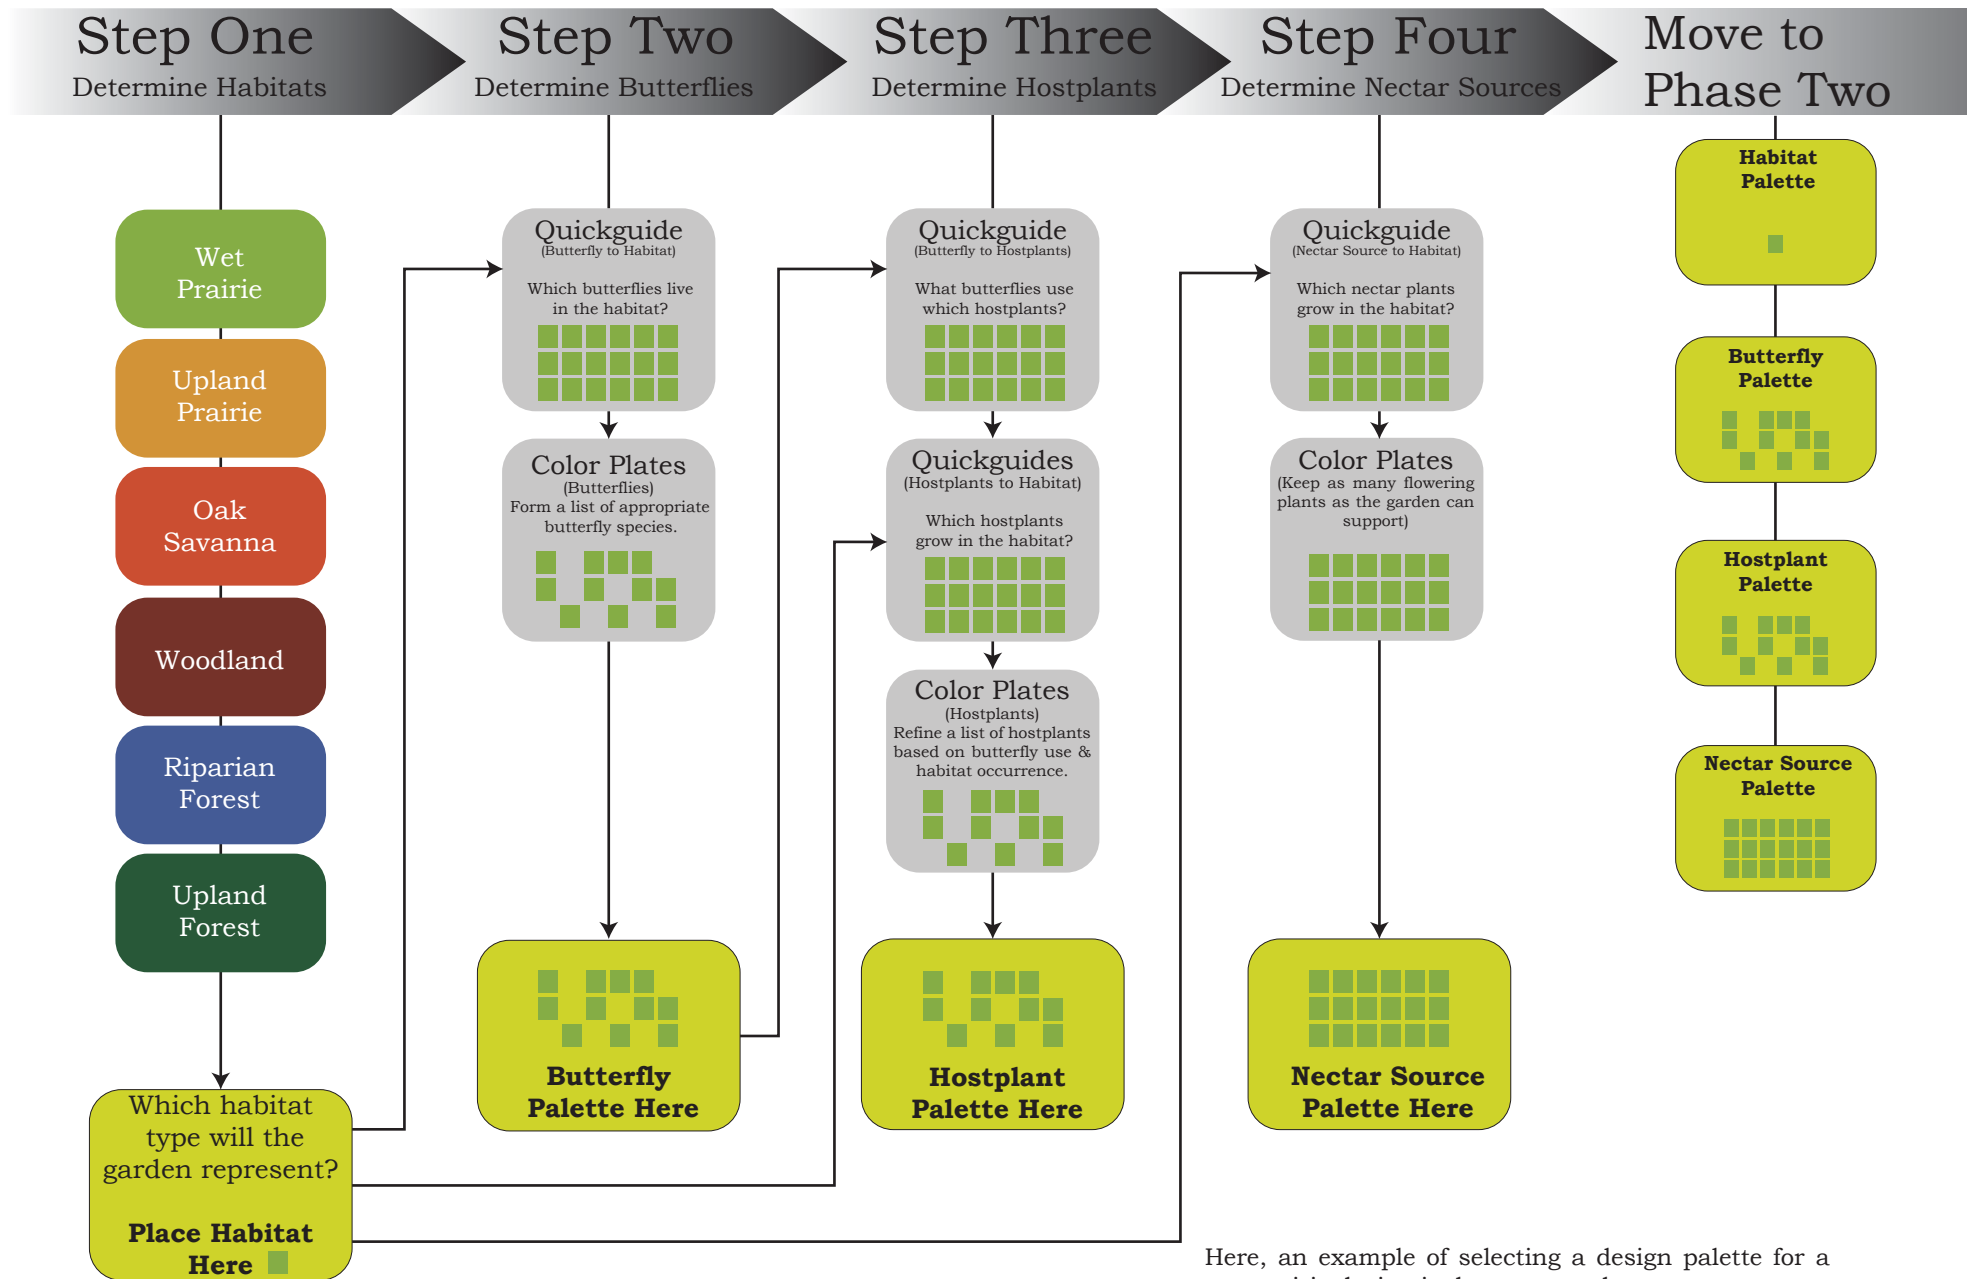 Step One
Determine Habitats
Step Two
Determine Butterflies
Step Three
Determine Hostplants
Step Four
Determine Nectar Sources
Move to
Phase Two
Wet
Prairie
Upland
Prairie
Oak
Savanna
Woodland
Riparian
Forest
Upland
Forest
Which habitat
type will the
garden represent?
Place Habitat
Here
Quickguide
(Butterfly to Habitat)
Which butterflies live
in the habitat?
Color Plates
(Butterflies)
Form a list of appropriate
butterfly species.
Butterfly
Palette Here
Quickguide
(Butterfly to Hostplants)
What butterflies use
which hostplants?
Quickguides
(Hostplants to Habitat)
Which hostplants
grow in the habitat?
Color Plates
(Hostplants)
Refine a list of hostplants
based on butterfly use &
habitat occurrence.
Hostplant
Palette Here
Quickguide
(Nectar Source to Habitat)
Which nectar plants
grow in the habitat?
Color Plates
(Keep as many flowering
plants as the garden can
support)
Nectar Source
Palette Here
Habitat
Palette
Butterfly
Palette
Hostplant
Palette
Nectar Source
Palette
Here, an example of selecting a design palette for a